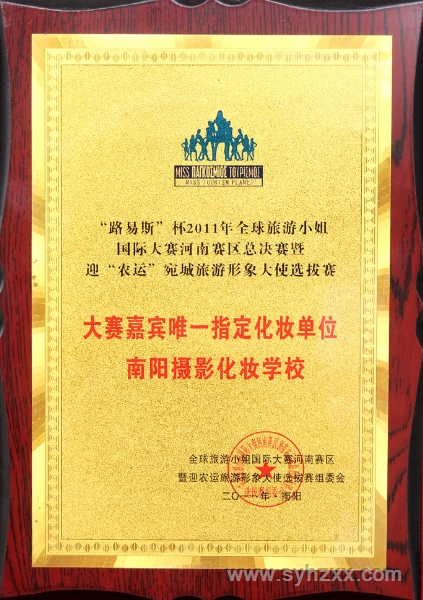 MISS ΠΑΓΚΟΣΜΙΟΣ ΤΟΥΡΙΣΜΟΣ
MISS TOURISM PLANET
“路易斯”杯2011年全球旅游小姐
国际大赛河南赛区总决赛暨
迎“农运”宛城旅游形象大使选拔赛
大赛嘉宾唯一指定化妆单位
南阳摄影化妆学校
全球旅游小姐国际大赛河南赛区
暨迎农运旅游形象大使选拔赛组委会
二〇一一年·南阳
www.syhzxx.com